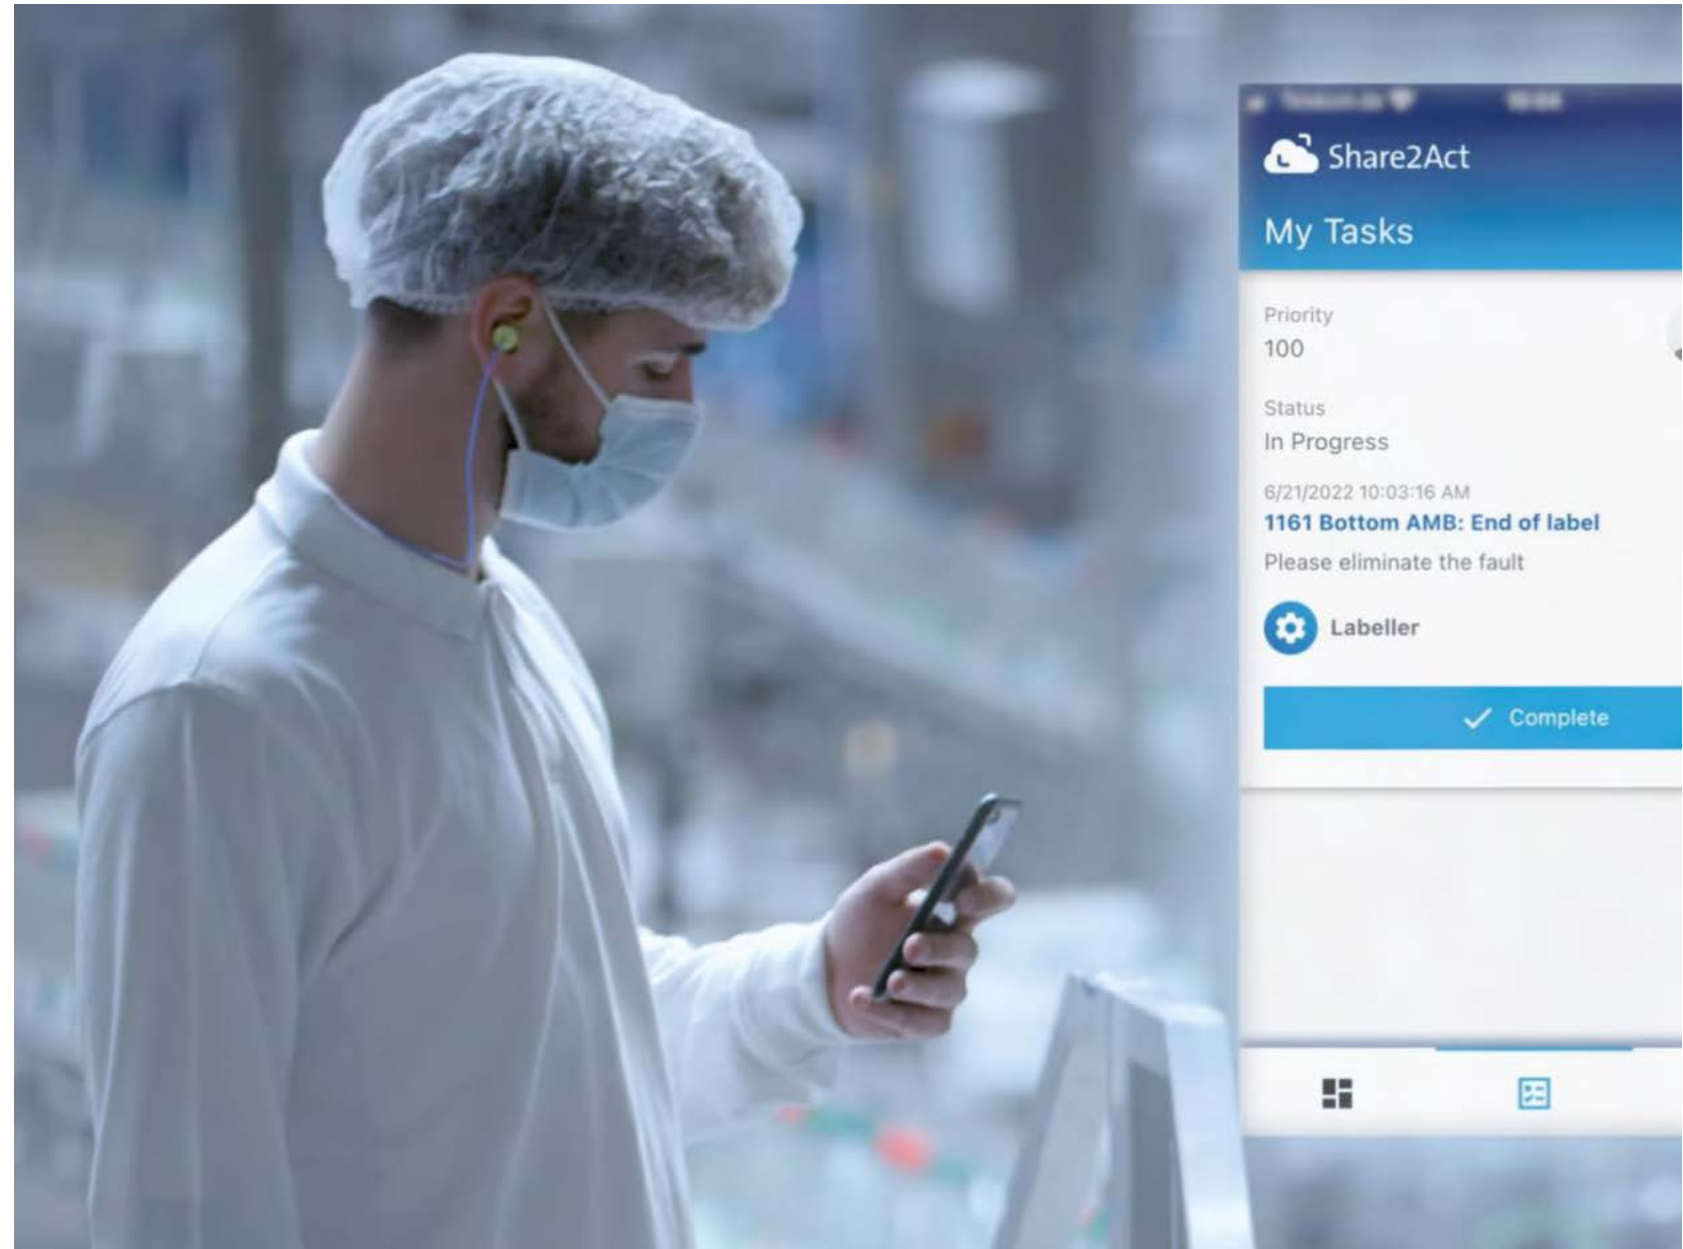 Share2Act
My Tasks
Priority
100
Status
In Progress
6/21/2022 10:03:16 AM
1161 Bottom AMB: End of label
Please eliminate the fault
Labeller
Complete